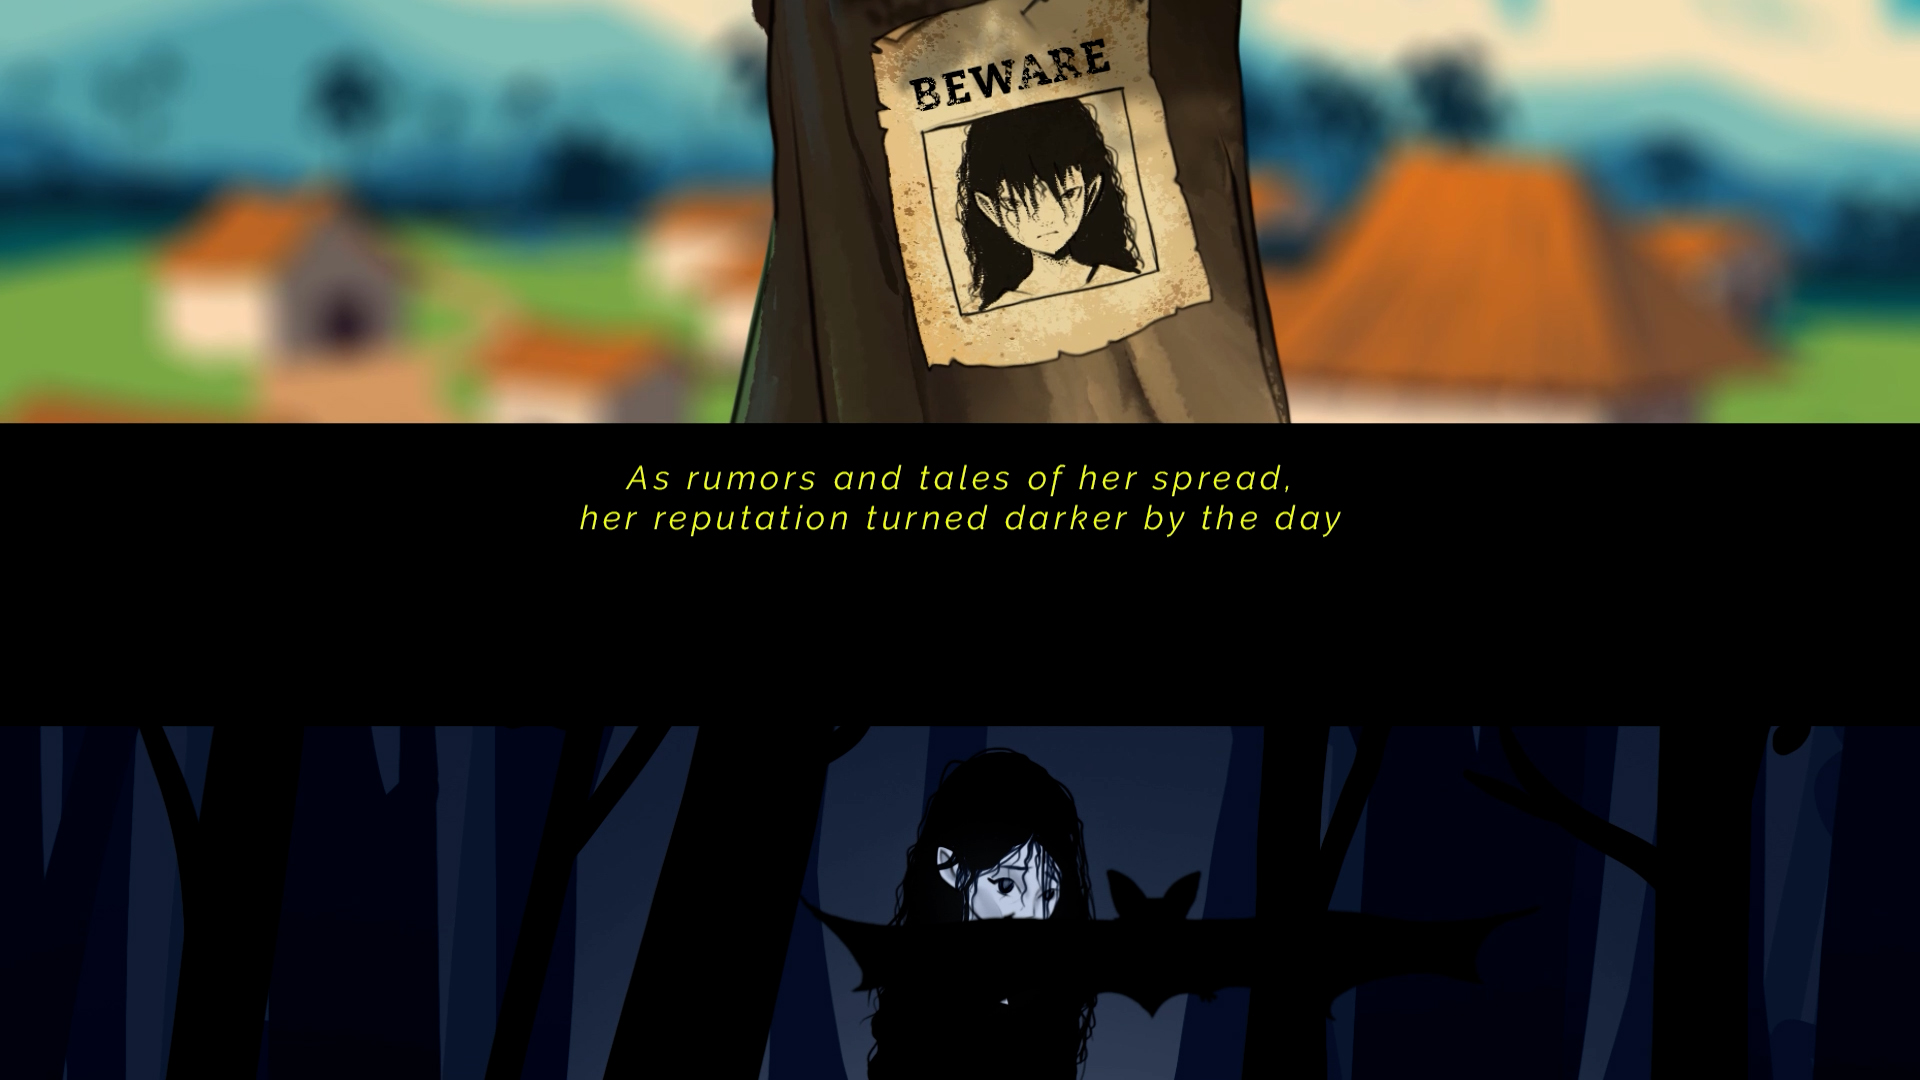 BEWARE
As rumors and tales of her spread,
her reputation turned darker by the day